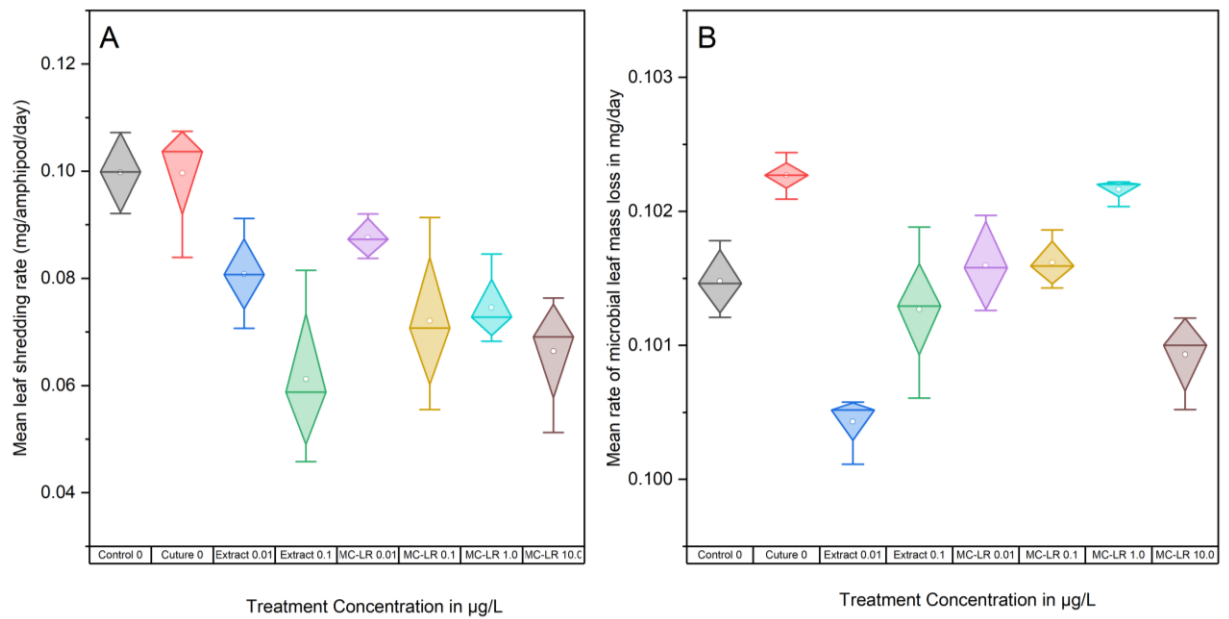 A
Mean leaf shredding rate (mg/amphipod/day)
0.12
0.10
0.08
0.06
0.04
Control 0 Cuture 0 Extract 0.01 Extract 0.1 MC-LR 0.01 MC-LR 0.1 MC-LR 1.0 MC-LR 10.0
Treatment Concentration in µg/L
B
Mean rate of microbial leaf mass loss in mg/day
0.103
0.102
0.101
0.100
Control 0 Cuture 0 Extract 0.01 Extract 0.1 MC-LR 0.01 MC-LR 0.1 MC-LR 1.0 MC-LR 10.0
Treatment Concentration in µg/L